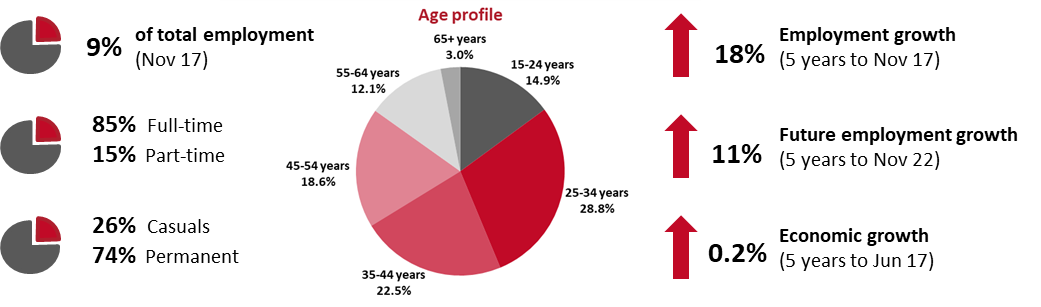 9% of total employment
(Nov 17)
85% Full-time
15% Part-time
26% Casuals
74% Permanent
Age profile
65+ years
3.0%
15-24 years
14.9%
55-64 years
12.1%
45-54 years
18.6%
25-34 years
28.8%
35-44 years
22.5%
18% Employment growth
(5 years to Nov 17)
11% Future employment growth
(5 years to Nov 22)
0.2% Economic growth
(5 years to Jun 17)